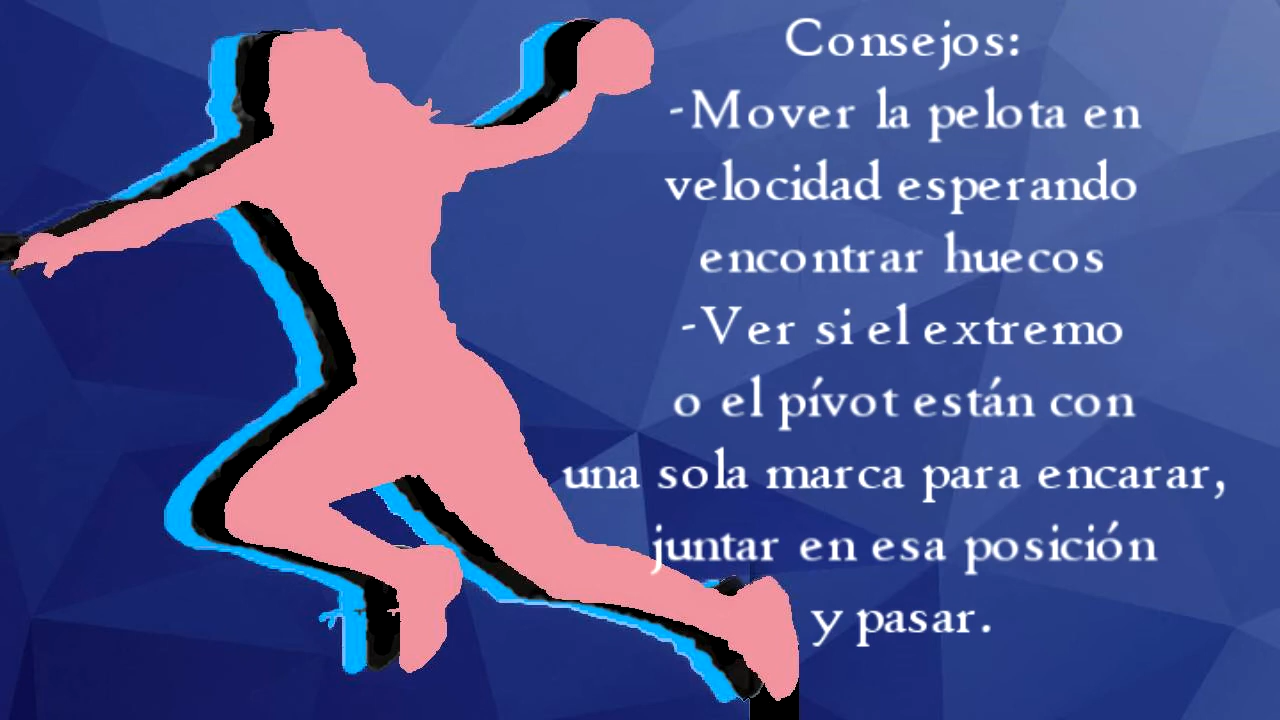 Consejos:
-Mover la pelota en
velocidad esperando
encontrar huecos
-Ver si el extremo
o el pívot están con
una sola marca para encarar,
juntar en esa posición
y pasar.